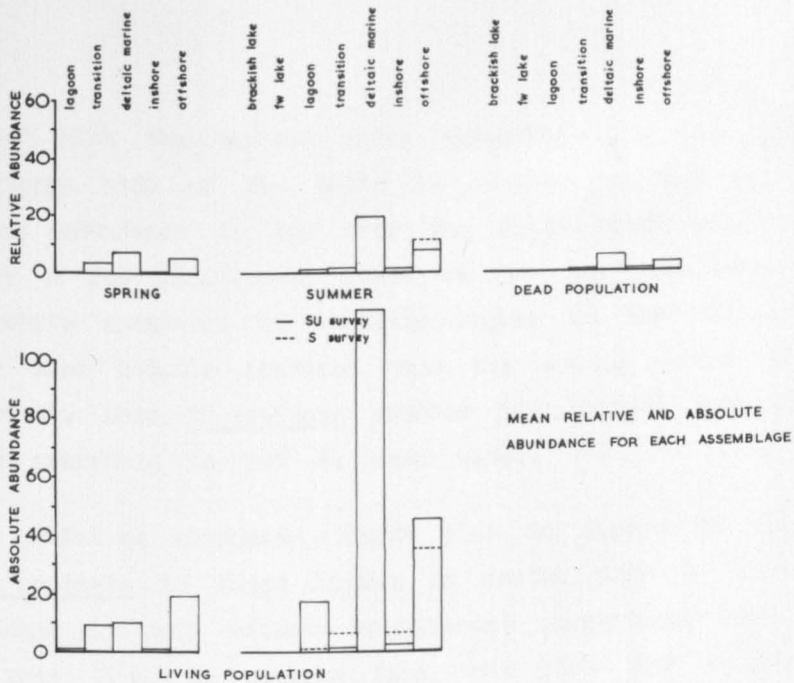 lagoon
transition
deltaic marine
inshore
offshore
brackish lake
fw lake
lagoon
transition
deltaic marine
inshore
offshore
brackish lake
fw lake
lagoon
transition
deltaic marine
inshore
offshore
RELATIVE ABUNDANCE
60
40
20
0
SPRING
SUMMER
DEAD POPULATION
SU survey
S survey
ABSOLUTE ABUNDANCE
100
80
60
40
20
0
MEAN RELATIVE AND ABSOLUTE
ABUNDANCE FOR EACH ASSEMBLAGE
LIVING POPULATION